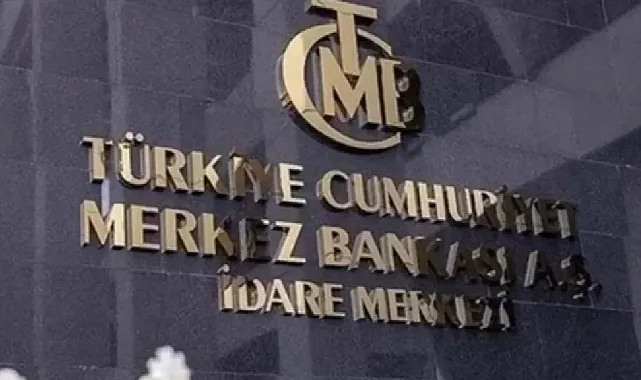 TCMB
TÜRKİYE CUMHURİYET
MERKEZ BANKASI A.Ş.
İDARE MERKEZİ